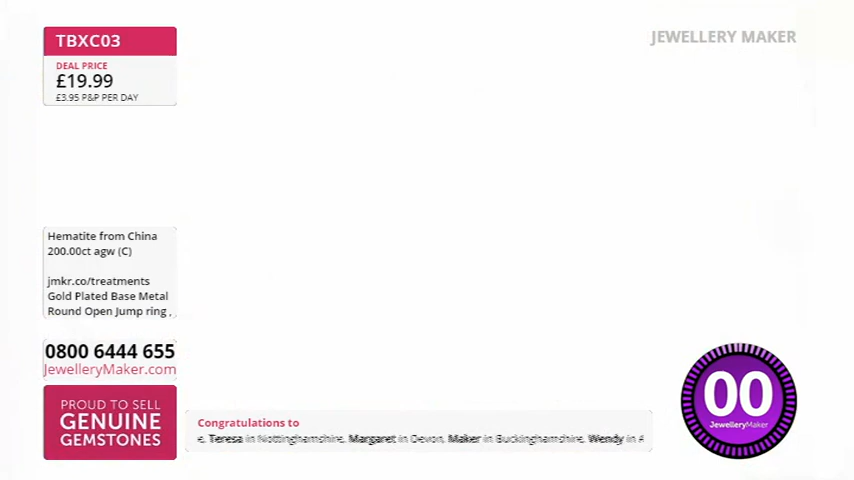 TBXC03
JEWELLERY MAKER
DEAL PRICE
£19.99
£3.95 P&P PER DAY
Hematite from China
200.00ct agw (C)
jmkr.co/treatments
Gold Plated Base Metal
Round Open Jump ring ,
0800 6444 655
JewelleryMaker.com
PROUD TO SELL
GENUINE
GEMSTONES
Congratulations to
e, Teresa in Nottinghamshire, Margaret in Devon, Maker in Buckinghamshire, Wendy in
00
JewelleryMaker